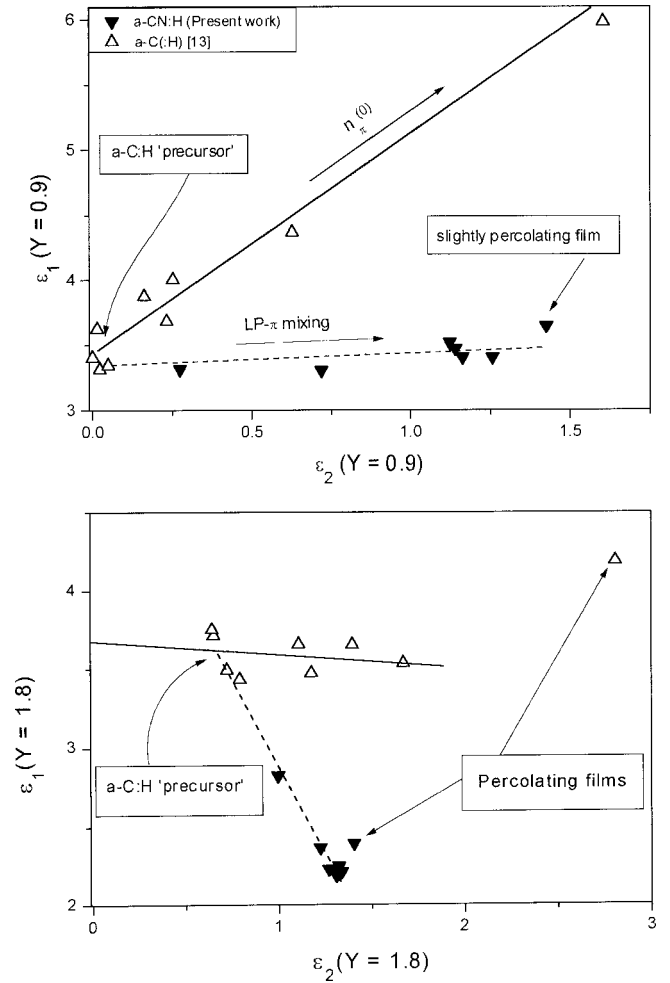 a-CN:H (Present work)
a-C(:H) [13]
6
5
4
3
ε1 (Y = 0.9)
a-C:H 'precursor'
nπ(0)
slightly percolating film
LP-π mixing
0.0
0.5
1.0
1.5
ε2 (Y = 0.9)
4
3
2
ε1 (Y = 1.8)
a-C:H 'precursor'
Percolating films
0
1
2
3
ε2 (Y = 1.8)